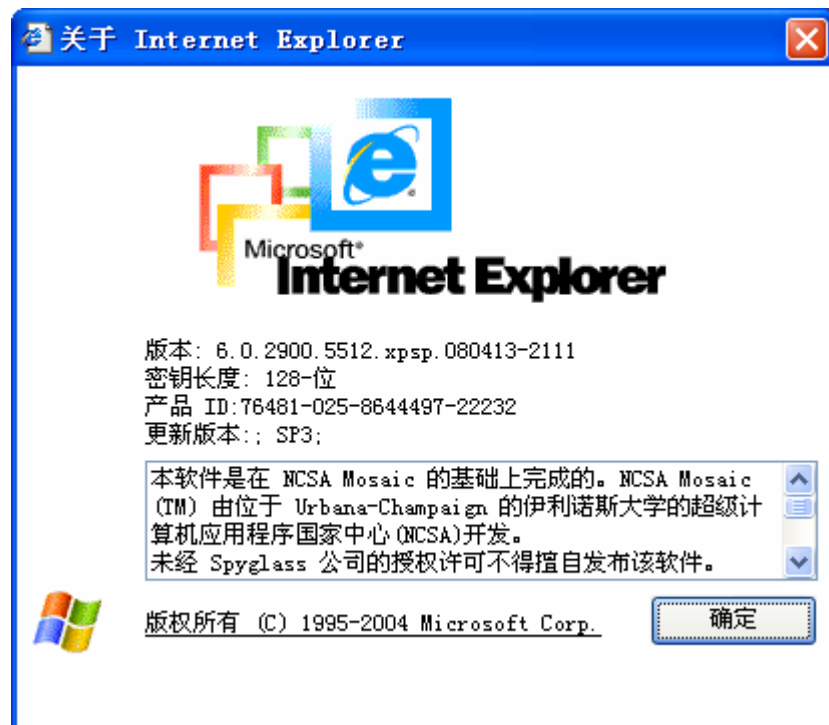 关于 Internet Explorer
e
Microsoft®
Internet Explorer
版本: 6.0.2900.5512.xpsp.080413-2111
密钥长度: 128-位
产品 ID:76481-025-8644497-22232
更新版本:; SP3;
本软件是在 NCSA Mosaic 的基础上完成的。NCSA Mosaic
(TM) 由位于 Urbana-Champaign 的伊利诺斯大学的超级计
算机应用程序国家中心(NCSA)开发。
未经 Spyglass 公司的授权许可不得擅自发布该软件。
版权所有 (C) 1995-2004 Microsoft Corp.
确定